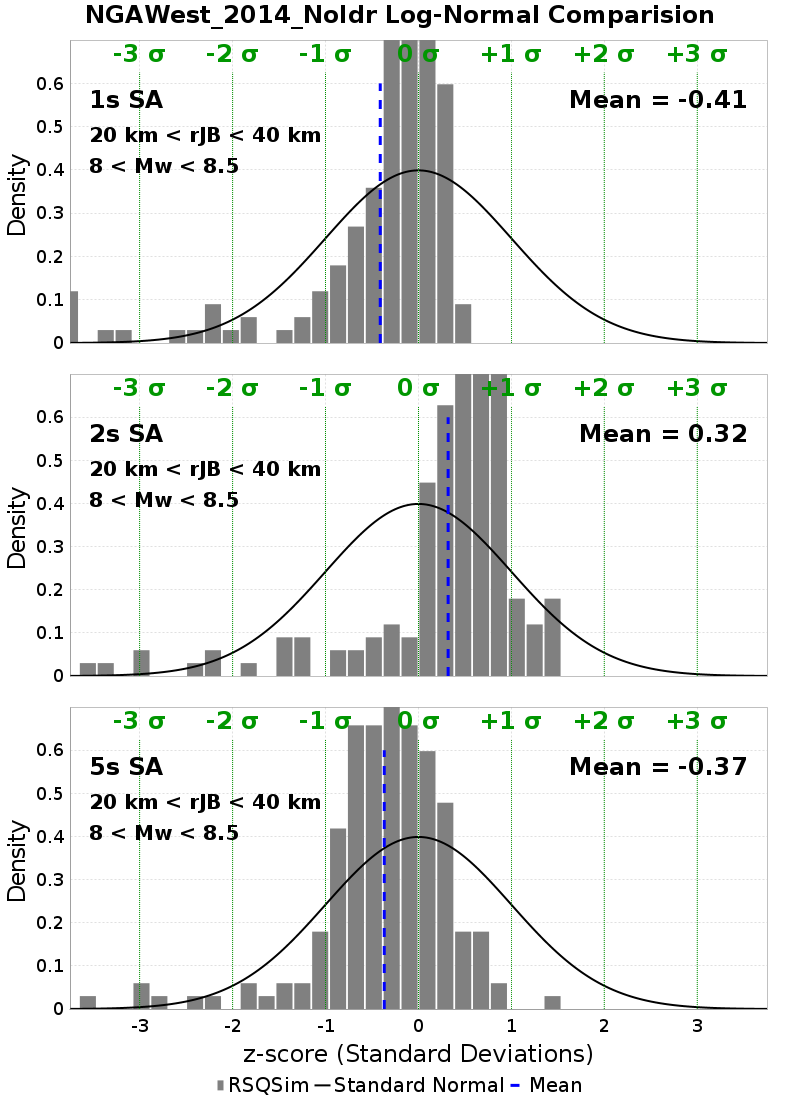 NGAWest_2014_NoIdr Log-Normal Comparision
-3 σ -2 σ -1 σ 0 σ +1 σ +2 σ +3 σ
1s SA
Mean = -0.41
20 km < rJB < 40 km
8 < Mw < 8.5
Density
0.6
0.5
0.4
0.3
0.2
0.1
0
-3 σ -2 σ -1 σ 0 σ +1 σ +2 σ +3 σ
2s SA
Mean = 0.32
20 km < rJB < 40 km
8 < Mw < 8.5
Density
0.6
0.5
0.4
0.3
0.2
0.1
0
-3 σ -2 σ -1 σ 0 σ +1 σ +2 σ +3 σ
5s SA
Mean = -0.37
20 km < rJB < 40 km
8 < Mw < 8.5
Density
0.6
0.5
0.4
0.3
0.2
0.1
0
-3 -2 -1 0 1 2 3
z-score (Standard Deviations)
RSQSim Standard Normal Mean